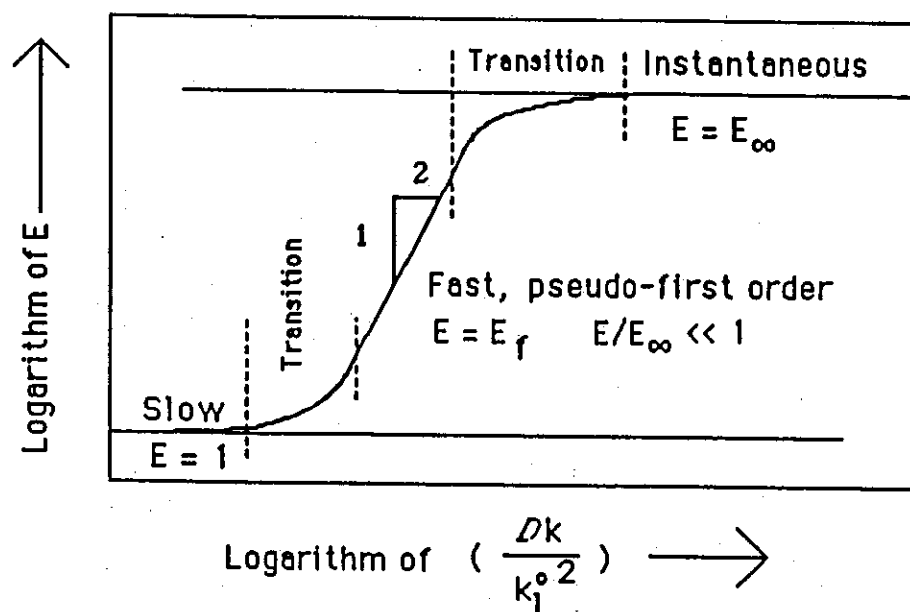 Transition
Instantaneous
E = E∞
2
1
Transition
Fast, pseudo-first order
E = E_f E/E∞ << 1
Slow
E = 1
Logarithm of E
Logarithm of ( Dk / k₁°² )